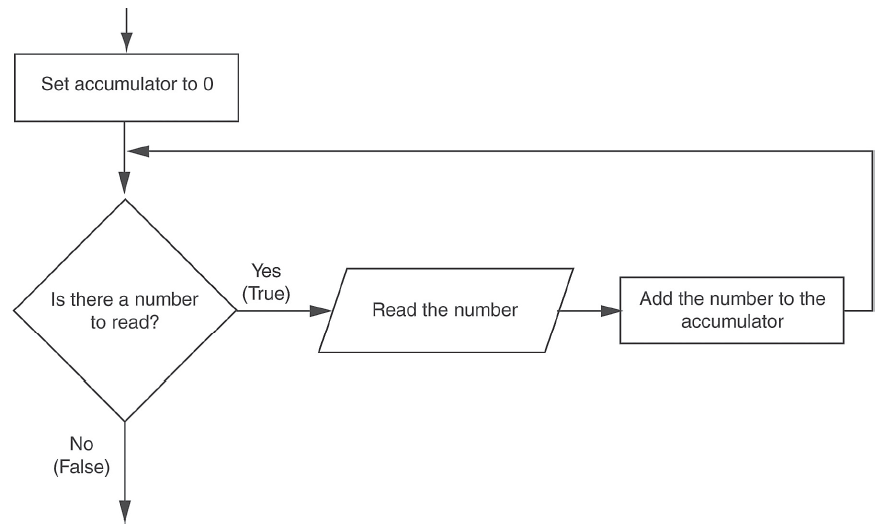 Set accumulator to 0
Is there a number
to read?
Yes
(True)
Read the number
Add the number to the
accumulator
No
(False)